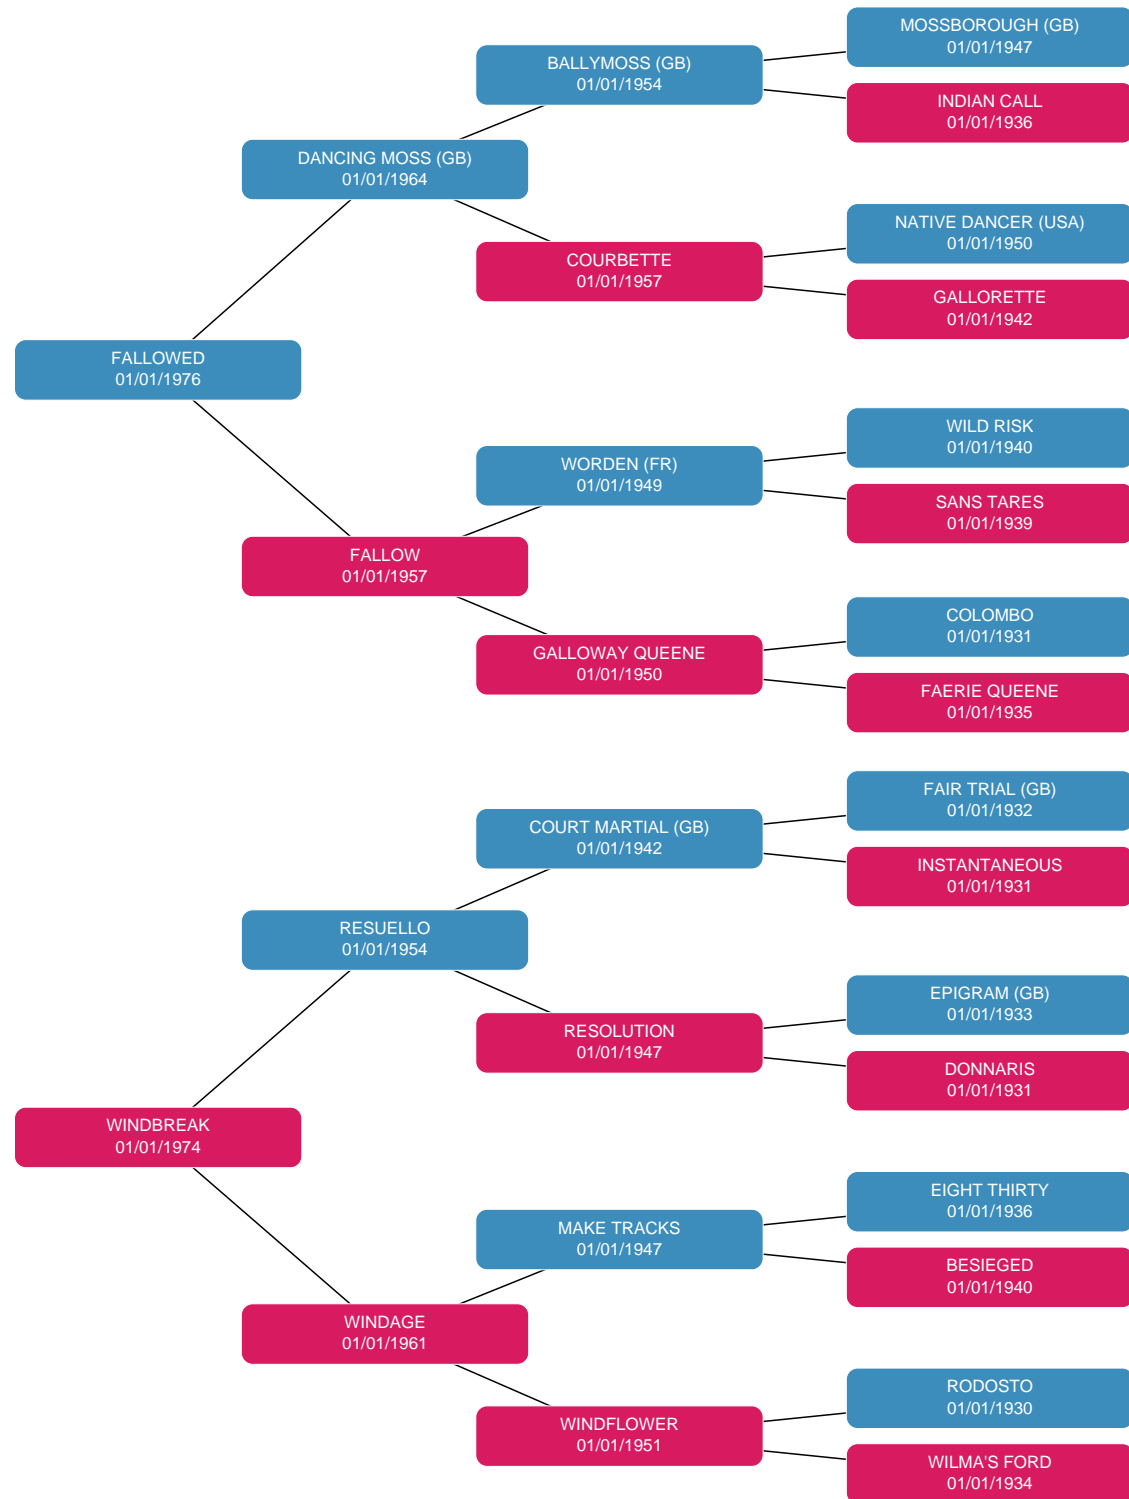 MOSSBOROUGH (GB)
01/01/1947
BALLYMOSS (GB)
01/01/1954
INDIAN CALL
01/01/1936
DANCING MOSS (GB)
01/01/1964
NATIVE DANCER (USA)
01/01/1950
COURBETTE
01/01/1957
GALLORETTE
01/01/1942
FALLOWED
01/01/1976
WILD RISK
01/01/1940
WORDEN (FR)
01/01/1949
SANS TARES
01/01/1939
FALLOW
01/01/1957
COLOMBO
01/01/1931
GALLOWAY QUEENE
01/01/1950
FAERIE QUEENE
01/01/1935
FAIR TRIAL (GB)
01/01/1932
COURT MARTIAL (GB)
01/01/1942
INSTANTANEOUS
01/01/1931
RESUELLO
01/01/1954
EPIGRAM (GB)
01/01/1933
RESOLUTION
01/01/1947
DONNARIS
01/01/1931
WINDBREAK
01/01/1974
EIGHT THIRTY
01/01/1936
MAKE TRACKS
01/01/1947
BESIEGED
01/01/1940
WINDAGE
01/01/1961
RODOSTO
01/01/1930
WINDFLOWER
01/01/1951
WILMA'S FORD
01/01/1934